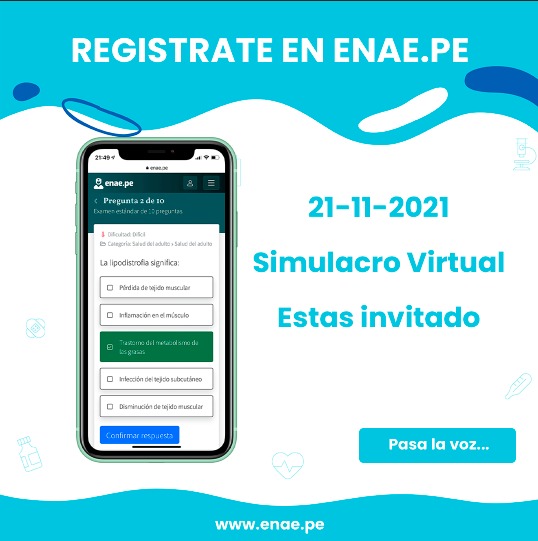 REGISTRATE EN ENAE.PE
21:49
enae.pe
enae.pe
Pregunta 2 de 10
Examen estándar de 10 preguntas.
Dificultad: Difícil
Categoría: Salud del adulto » Salud del adulto
La lipodistrofia significa:
Pérdida de tejido muscular
Inflamación en el músculo
Trastorno del metabolismo de
las grasas
Infección del tejido subcutáneo
Disminución de tejido muscular
Confirmar respuesta
21-11-2021
Simulacro Virtual
Estas invitado
Pasa la voz...
www.enae.pe